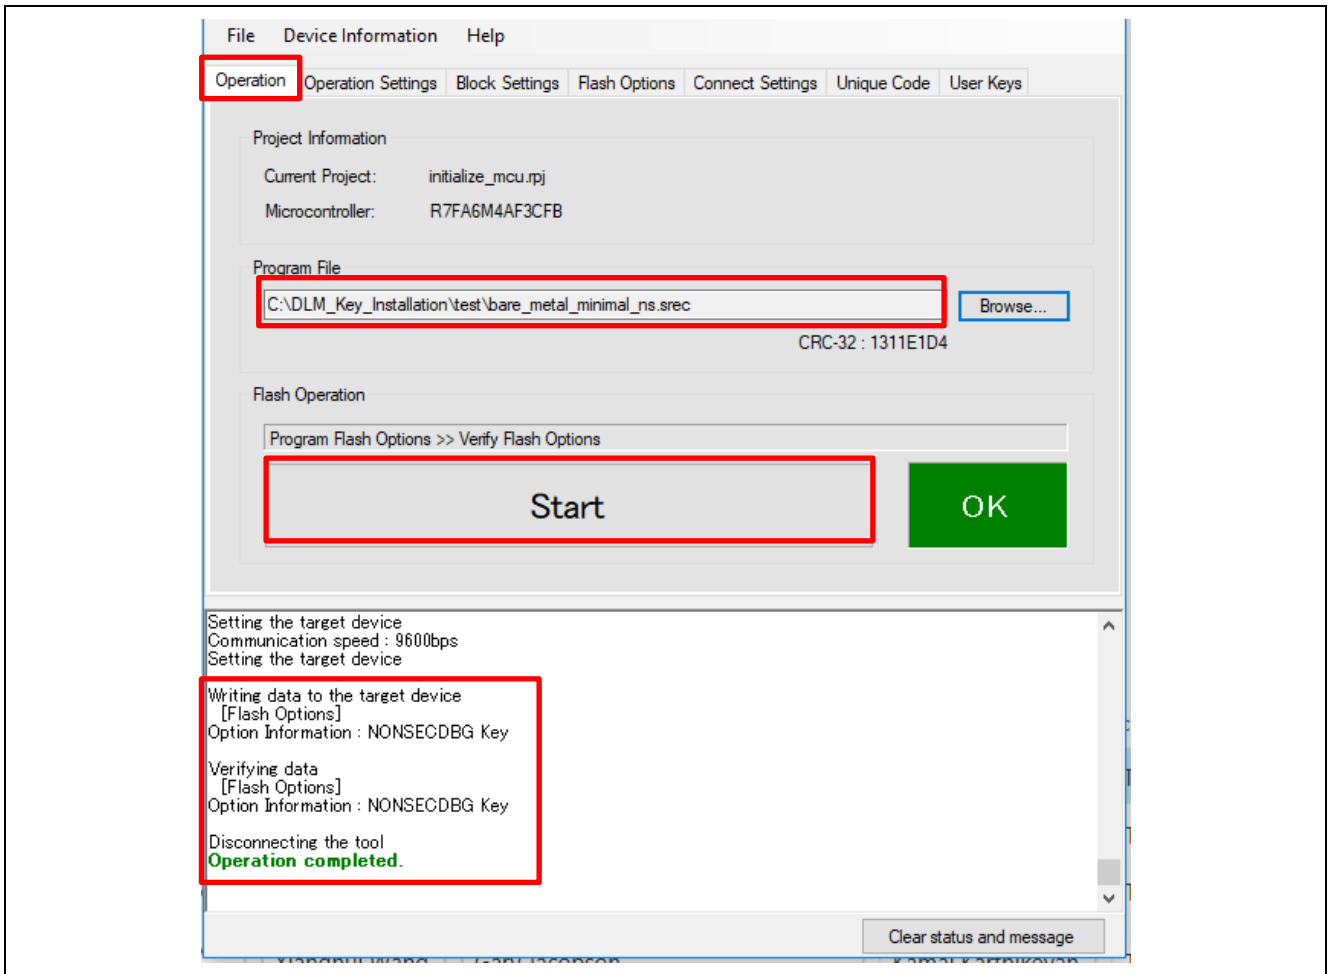 File Device Information Help
Operation Operation Settings Block Settings Flash Options Connect Settings Unique Code User Keys
Project Information
Current Project: initialize_mcu.rpj
Microcontroller: R7FA6M4AF3CFB
Program File
C:\DLM_Key_Installation\test\bare_metal_minimal_ns.srec Browse...
CRC-32 : 1311E1D4
Flash Operation
Program Flash Options >> Verify Flash Options
Start OK
Setting the target device
Communication speed : 9600bps
Setting the target device
Writing data to the target device
[Flash Options]
Option Information : NONSECDBG Key
Verifying data
[Flash Options]
Option Information : NONSECDBG Key
Disconnecting the tool
Operation completed.
Clear status and message